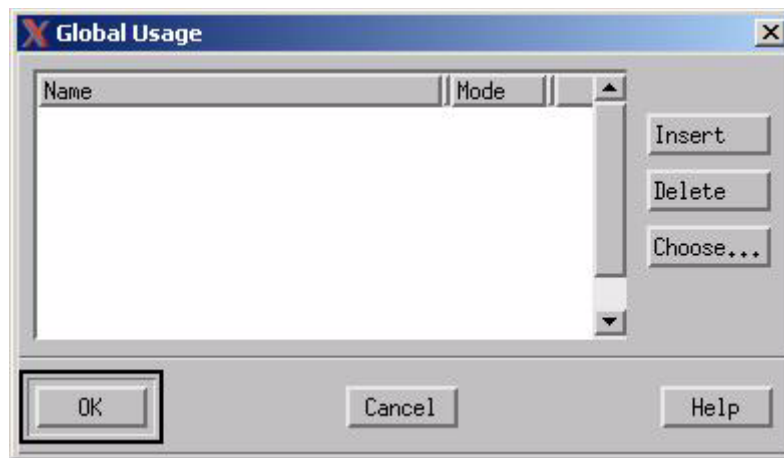 Global Usage
Name Mode
Insert
Delete
Choose...
OK Cancel Help